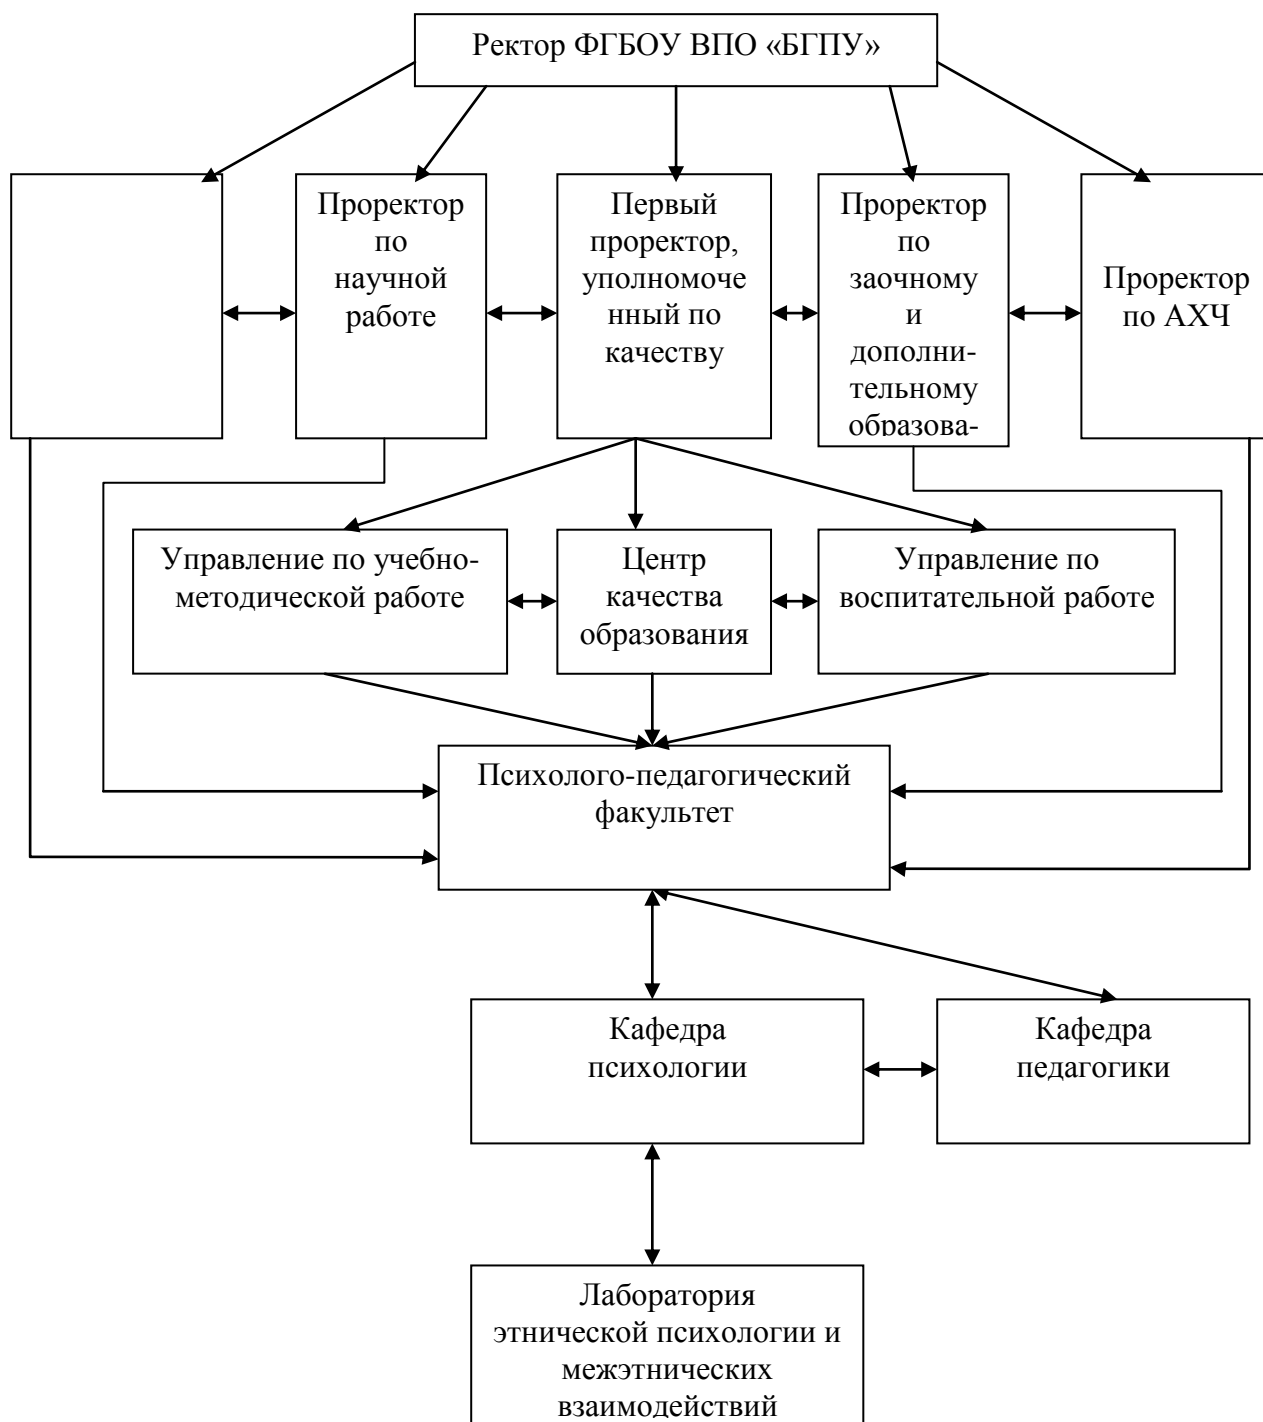 Ректор ФГБОУ ВПО «БГПУ»
Проректор
по
научной
работе
Первый
проректор,
уполномоче
нный по
качеству
Проректор
по
заочному
и
дополни-
тельному
образова-
Проректор
по АХЧ
Управление по учебно-
методической работе
Центр
качества
образования
Управление по
воспитательной работе
Психолого-педагогический
факультет
Кафедра
психологии
Кафедра
педагогики
Лаборатория
этнической психологии и
межэтнических
взаимодействий